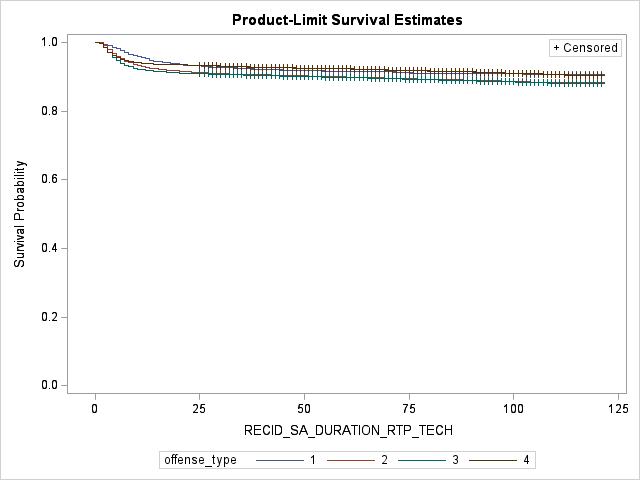 Product-Limit Survival Estimates
+ Censored
1.0
0.8
0.6
0.4
0.2
0.0
Survival Probability
0 25 50 75 100 125
RECID_SA_DURATION_RTP_TECH
offense_type 1 2 3 4